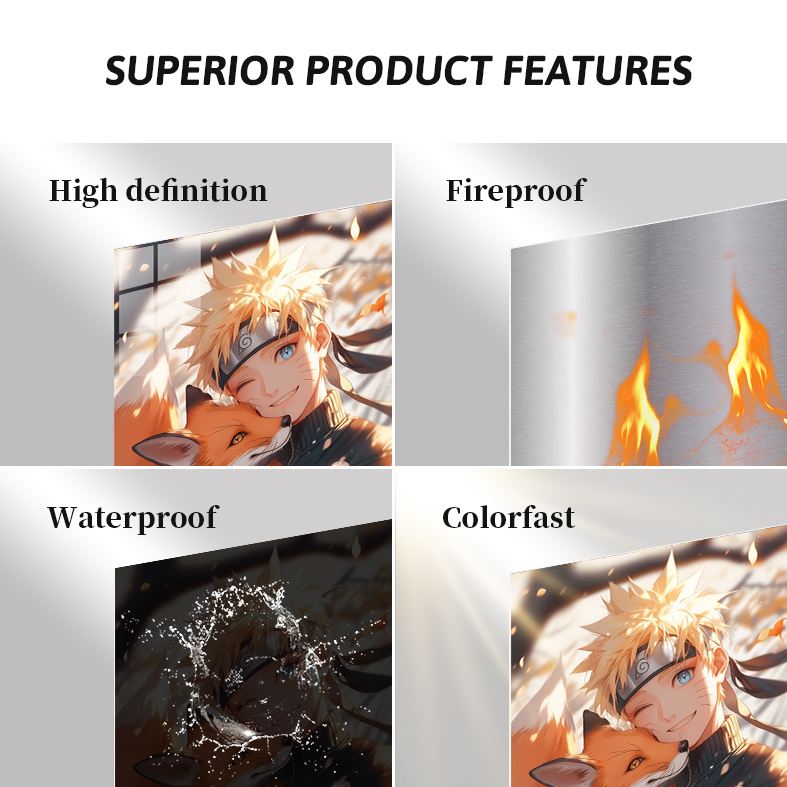 SUPERIOR PRODUCT FEATURES
High definition
Fireproof
Waterproof
Colorfast